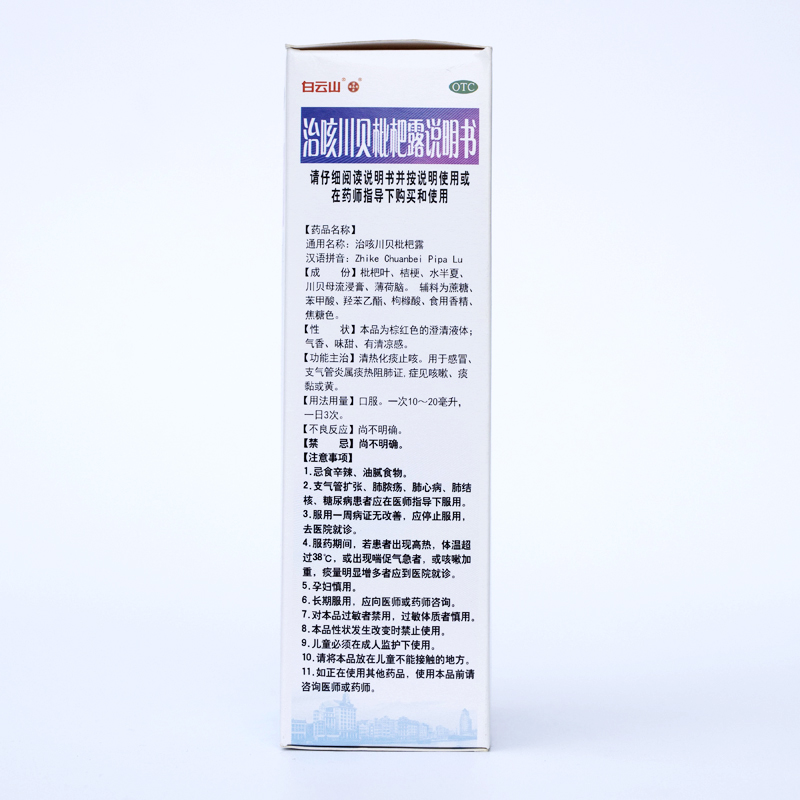 白云山
OTC
治咳川贝枇杷露说明书
请仔细阅读说明书并按说明使用或
在药师指导下购买和使用
【药品名称】
通用名称：治咳川贝枇杷露
汉语拼音：Zhike Chuanbei Pipa Lu
【成　份】枇杷叶、桔梗、水半夏、
川贝母流浸膏、薄荷脑。 辅料为蔗糖、
苯甲酸、羟苯乙酯、枸橼酸、食用香精、
焦糖色。
【性　状】本品为棕红色的澄清液体；
气香、味甜、有清凉感。
【功能主治】清热化痰止咳。用于感冒、
支气管炎属痰热阻肺证,症见咳嗽、痰
黏或黄。
【用法用量】口服。一次10～20毫升，
一日3次。
【不良反应】尚不明确。
【禁　忌】尚不明确。
【注意事项】
1.忌食辛辣、油腻食物。
2.支气管扩张、肺脓疡、肺心病、肺结
核、糖尿病患者应在医师指导下服用。
3.服用一周病证无改善，应停止服用，
去医院就诊。
4.服药期间，若患者出现高热，体温超
过38℃，或出现喘促气急者，或咳嗽加
重，痰量明显增多者应到医院就诊。
5.孕妇慎用。
6.长期服用，应向医师或药师咨询。
7.对本品过敏者禁用，过敏体质者慎用。
8.本品性状发生改变时禁止使用。
9.儿童必须在成人监护下使用。
10.请将本品放在儿童不能接触的地方。
11.如正在使用其他药品，使用本品前请
咨询医师或药师。